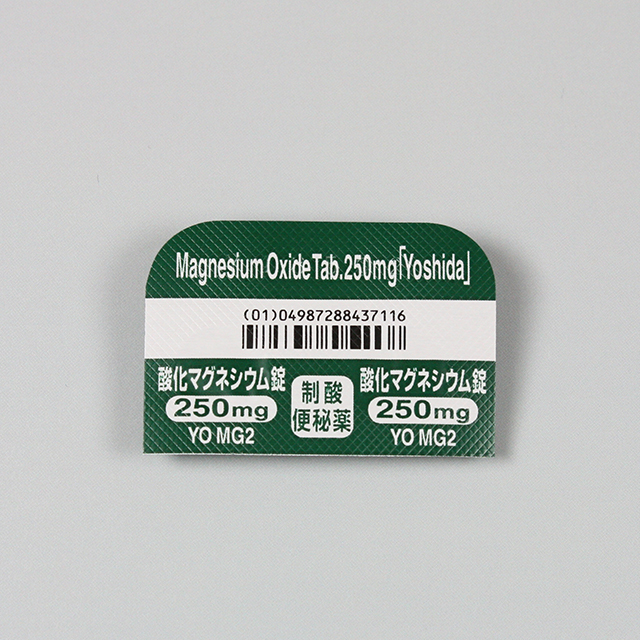 Magnesium Oxide Tab.250mg「Yoshida」
(01)04987288437116
酸化マグネシウム錠
250mg
YO MG2
制酸
便秘薬
酸化マグネシウム錠
250mg
YO MG2